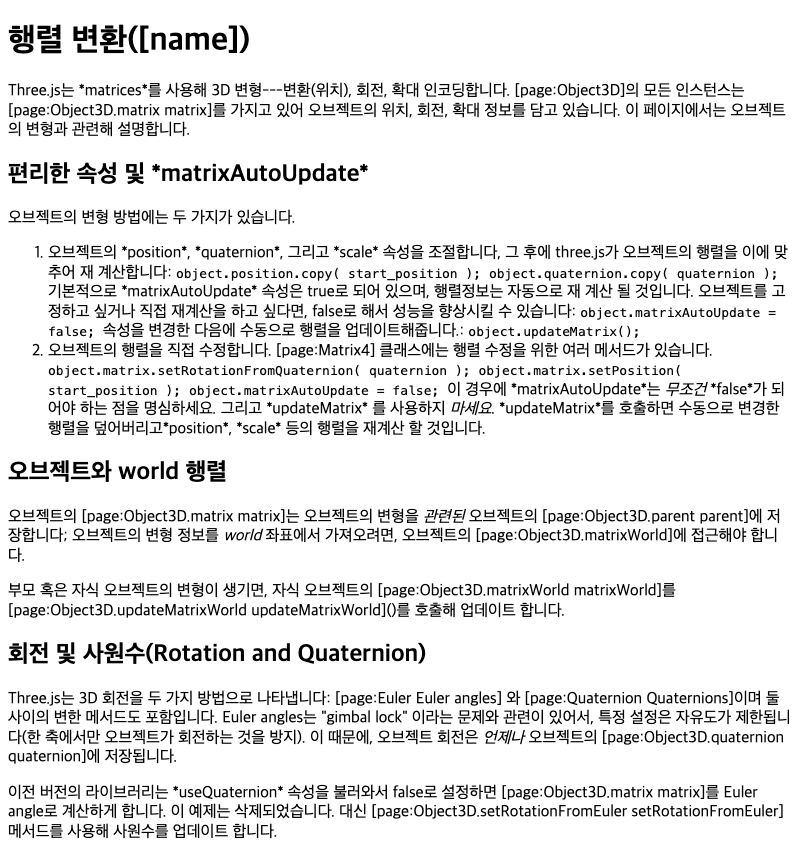 행렬 변환([name])
Three.js는 *matrices*를 사용해 3D 변형---변환(위치), 회전, 확대 인코딩합니다. [page:Object3D]의 모든 인스턴스는
[page:Object3D.matrix matrix]를 가지고 있어 오브젝트의 위치, 회전, 확대 정보를 담고 있습니다. 이 페이지에서는 오브젝트
의 변형과 관련해 설명합니다.
편리한 속성 및 *matrixAutoUpdate*
오브젝트의 변형 방법에는 두 가지가 있습니다.
1. 오브젝트의 *position*, *quaternion*, 그리고 *scale* 속성을 조절합니다, 그 후에 three.js가 오브젝트의 행렬을 이에 맞
추어 재 계산합니다: object.position.copy( start_position ); object.quaternion.copy( quaternion );
기본적으로 *matrixAutoUpdate* 속성은 true로 되어 있으며, 행렬정보는 자동으로 재 계산 될 것입니다. 오브젝트를 고
정하고 싶거나 직접 재계산을 하고 싶다면, false로 해서 성능을 향상시킬 수 있습니다: object.matrixAutoUpdate =
false; 속성을 변경한 다음에 수동으로 행렬을 업데이트해줍니다.: object.updateMatrix();
2. 오브젝트의 행렬을 직접 수정합니다. [page:Matrix4] 클래스에는 행렬 수정을 위한 여러 메서드가 있습니다.
object.matrix.setRotationFromQuaternion( quaternion ); object.matrix.setPosition(
start_position ); object.matrixAutoUpdate = false; 이 경우에 *matrixAutoUpdate*는 무조건 *false*가 되
어야 하는 점을 명심하세요. 그리고 *updateMatrix* 를 사용하지 마세요. *updateMatrix*를 호출하면 수동으로 변경한
행렬을 덮어버리고*position*, *scale* 등의 행렬을 재계산 할 것입니다.
오브젝트와 world 행렬
오브젝트의 [page:Object3D.matrix matrix]는 오브젝트의 변형을 관련된 오브젝트의 [page:Object3D.parent parent]에 저
장합니다; 오브젝트의 변형 정보를 world 좌표에서 가져오려면, 오브젝트의 [page:Object3D.matrixWorld]에 접근해야 합니
다.
부모 혹은 자식 오브젝트의 변형이 생기면, 자식 오브젝트의 [page:Object3D.matrixWorld matrixWorld]를
[page:Object3D.updateMatrixWorld updateMatrixWorld]()를 호출해 업데이트 합니다.
회전 및 사원수(Rotation and Quaternion)
Three.js는 3D 회전을 두 가지 방법으로 나타냅니다: [page:Euler Euler angles] 와 [page:Quaternion Quaternions]이며 둘
사이의 변한 메서드도 포함입니다. Euler angles는 "gimbal lock" 이라는 문제와 관련이 있어서, 특정 설정은 자유도가 제한됩니
다(한 축에서만 오브젝트가 회전하는 것을 방지). 이 때문에, 오브젝트 회전은 언제나 오브젝트의 [page:Object3D.quaternion
quaternion]에 저장됩니다.
이전 버전의 라이브러리는 *useQuaternion* 속성을 불러와서 false로 설정하면 [page:Object3D.matrix matrix]를 Euler
angle로 계산하게 합니다. 이 예제는 삭제되었습니다. 대신 [page:Object3D.setRotationFromEuler setRotationFromEuler]
메서드를 사용해 사원수를 업데이트 합니다.